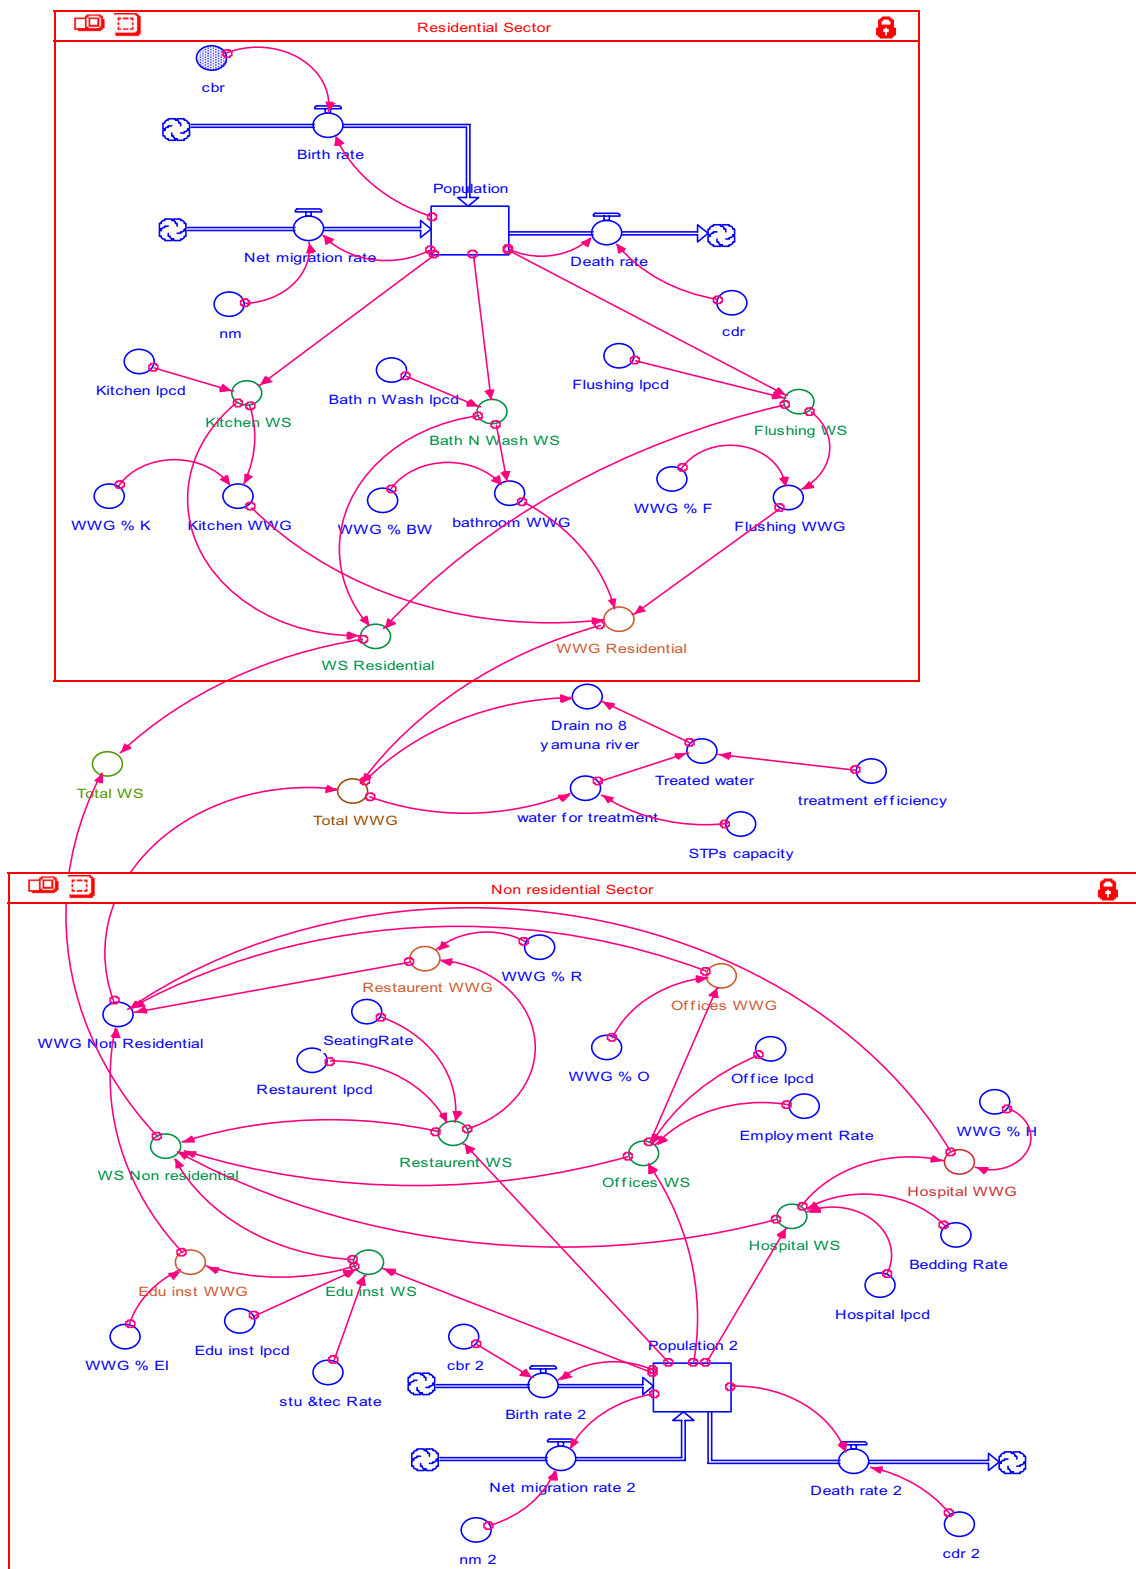 Residential Sector
cbr
Birth rate
Population
Net migration rate
Death rate
nm
cdr
Kitchen lpcd
Bath n Wash lpcd
Flushing lpcd
Kitchen WS
Bath N Wash WS
Flushing WS
WWG % K
Kitchen WWG
WWG % BW
bathroom WWG
WWG % F
Flushing WWG
WS Residential
WWG Residential
Drain no 8
yamuna river
Treated water
Total WS
Total WWG
water for treatment
treatment efficiency
STPs capacity
Non residential Sector
WWG % R
Restaurent WWG
Offices WWG
WWG Non Residential
SeatingRate
WWG % O
Office lpcd
Restaurent lpcd
Employment Rate
WWG % H
Restaurent WS
WS Non residential
Offices WS
Hospital WWG
Hospital WS
Bedding Rate
Edu inst WWG
Edu inst WS
Hospital lpcd
Edu inst lpcd
Population 2
WWG % EI
cbr 2
stu &tec Rate
Birth rate 2
Net migration rate 2
Death rate 2
nm 2
cdr 2